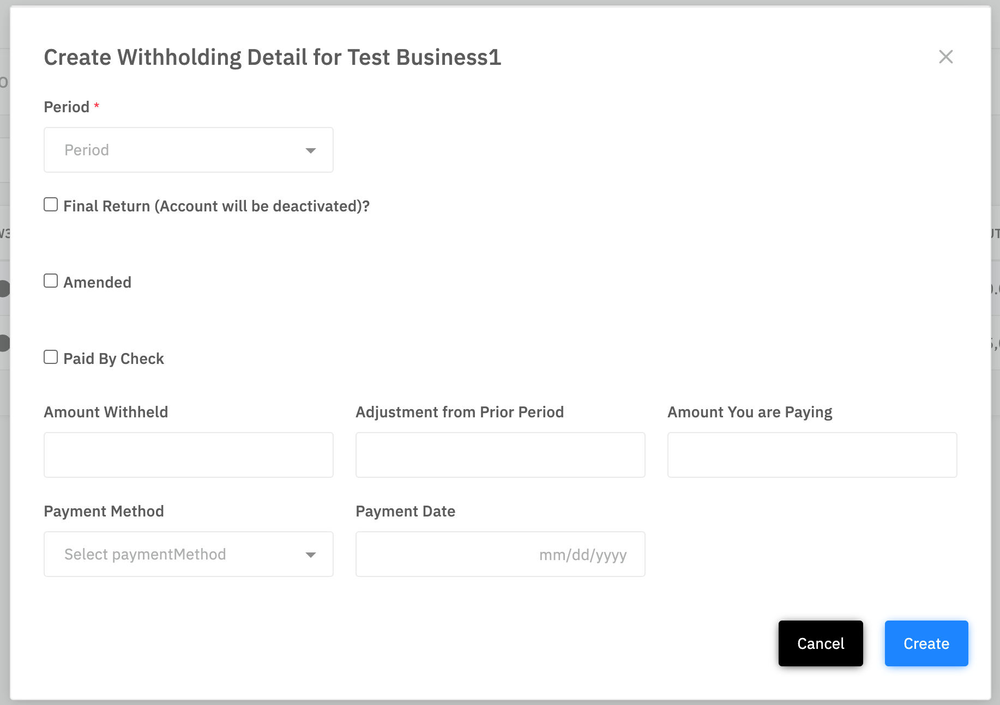 Create Withholding Detail for Test Business1
Period *
Period
Final Return (Account will be deactivated)?
Amended
Paid By Check
Amount Withheld
Adjustment from Prior Period
Amount You are Paying
Payment Method
Payment Date
Select paymentMethod
mm/dd/yyyy
Cancel
Create